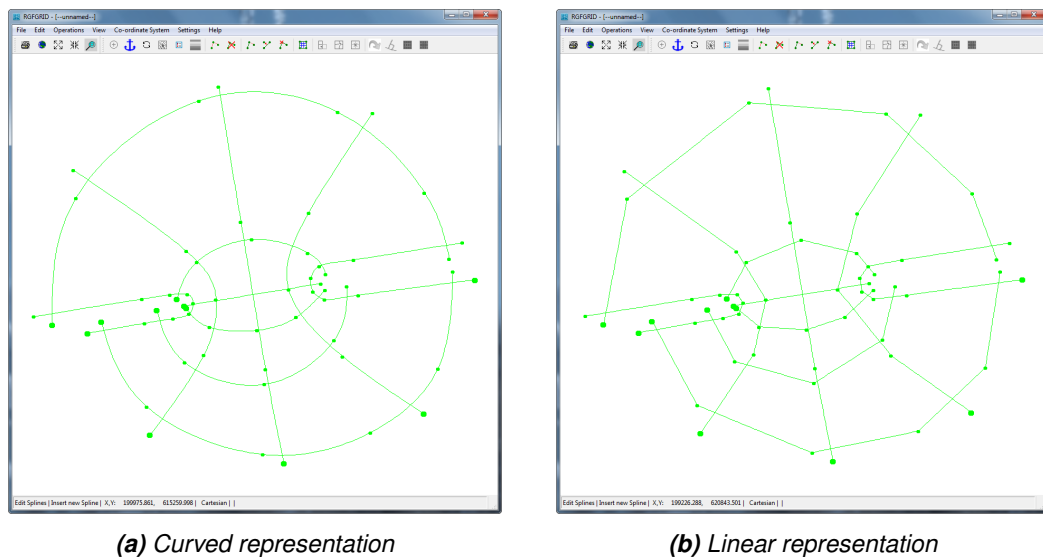 RGFGRID - [--unnamed--]
File Edit Operations View Co-ordinate System Settings Help
Edit Splines | Insert new Spline | X,Y: 199975.861, 615259.998 | Cartesian | |
(a) Curved representation
RGFGRID - [--unnamed--]
File Edit Operations View Co-ordinate System Settings Help
Edit Splines | Insert new Spline | X,Y: 199226.288, 620843.501 | Cartesian | |
(b) Linear representation